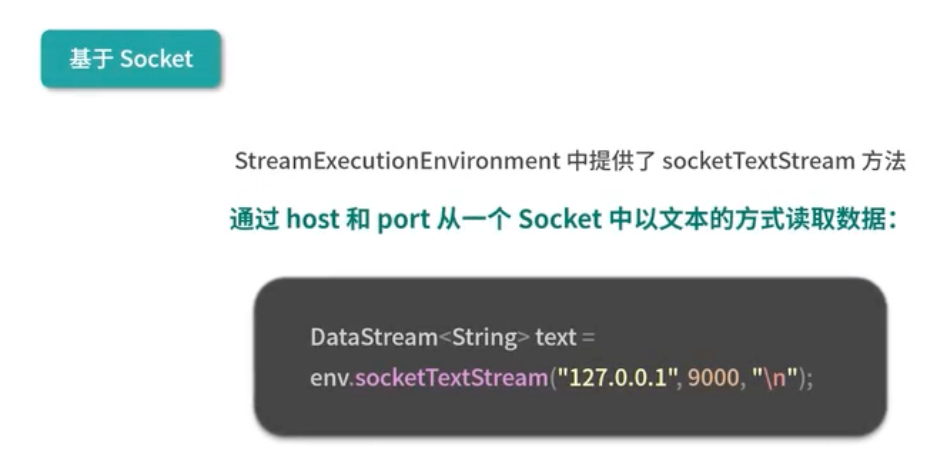 基于 Socket
StreamExecutionEnvironment 中提供了 socketTextStream 方法
通过 host 和 port 从一个 Socket 中以文本的方式读取数据：
DataStream<String> text =
env.socketTextStream("127.0.0.1", 9000, "\n");